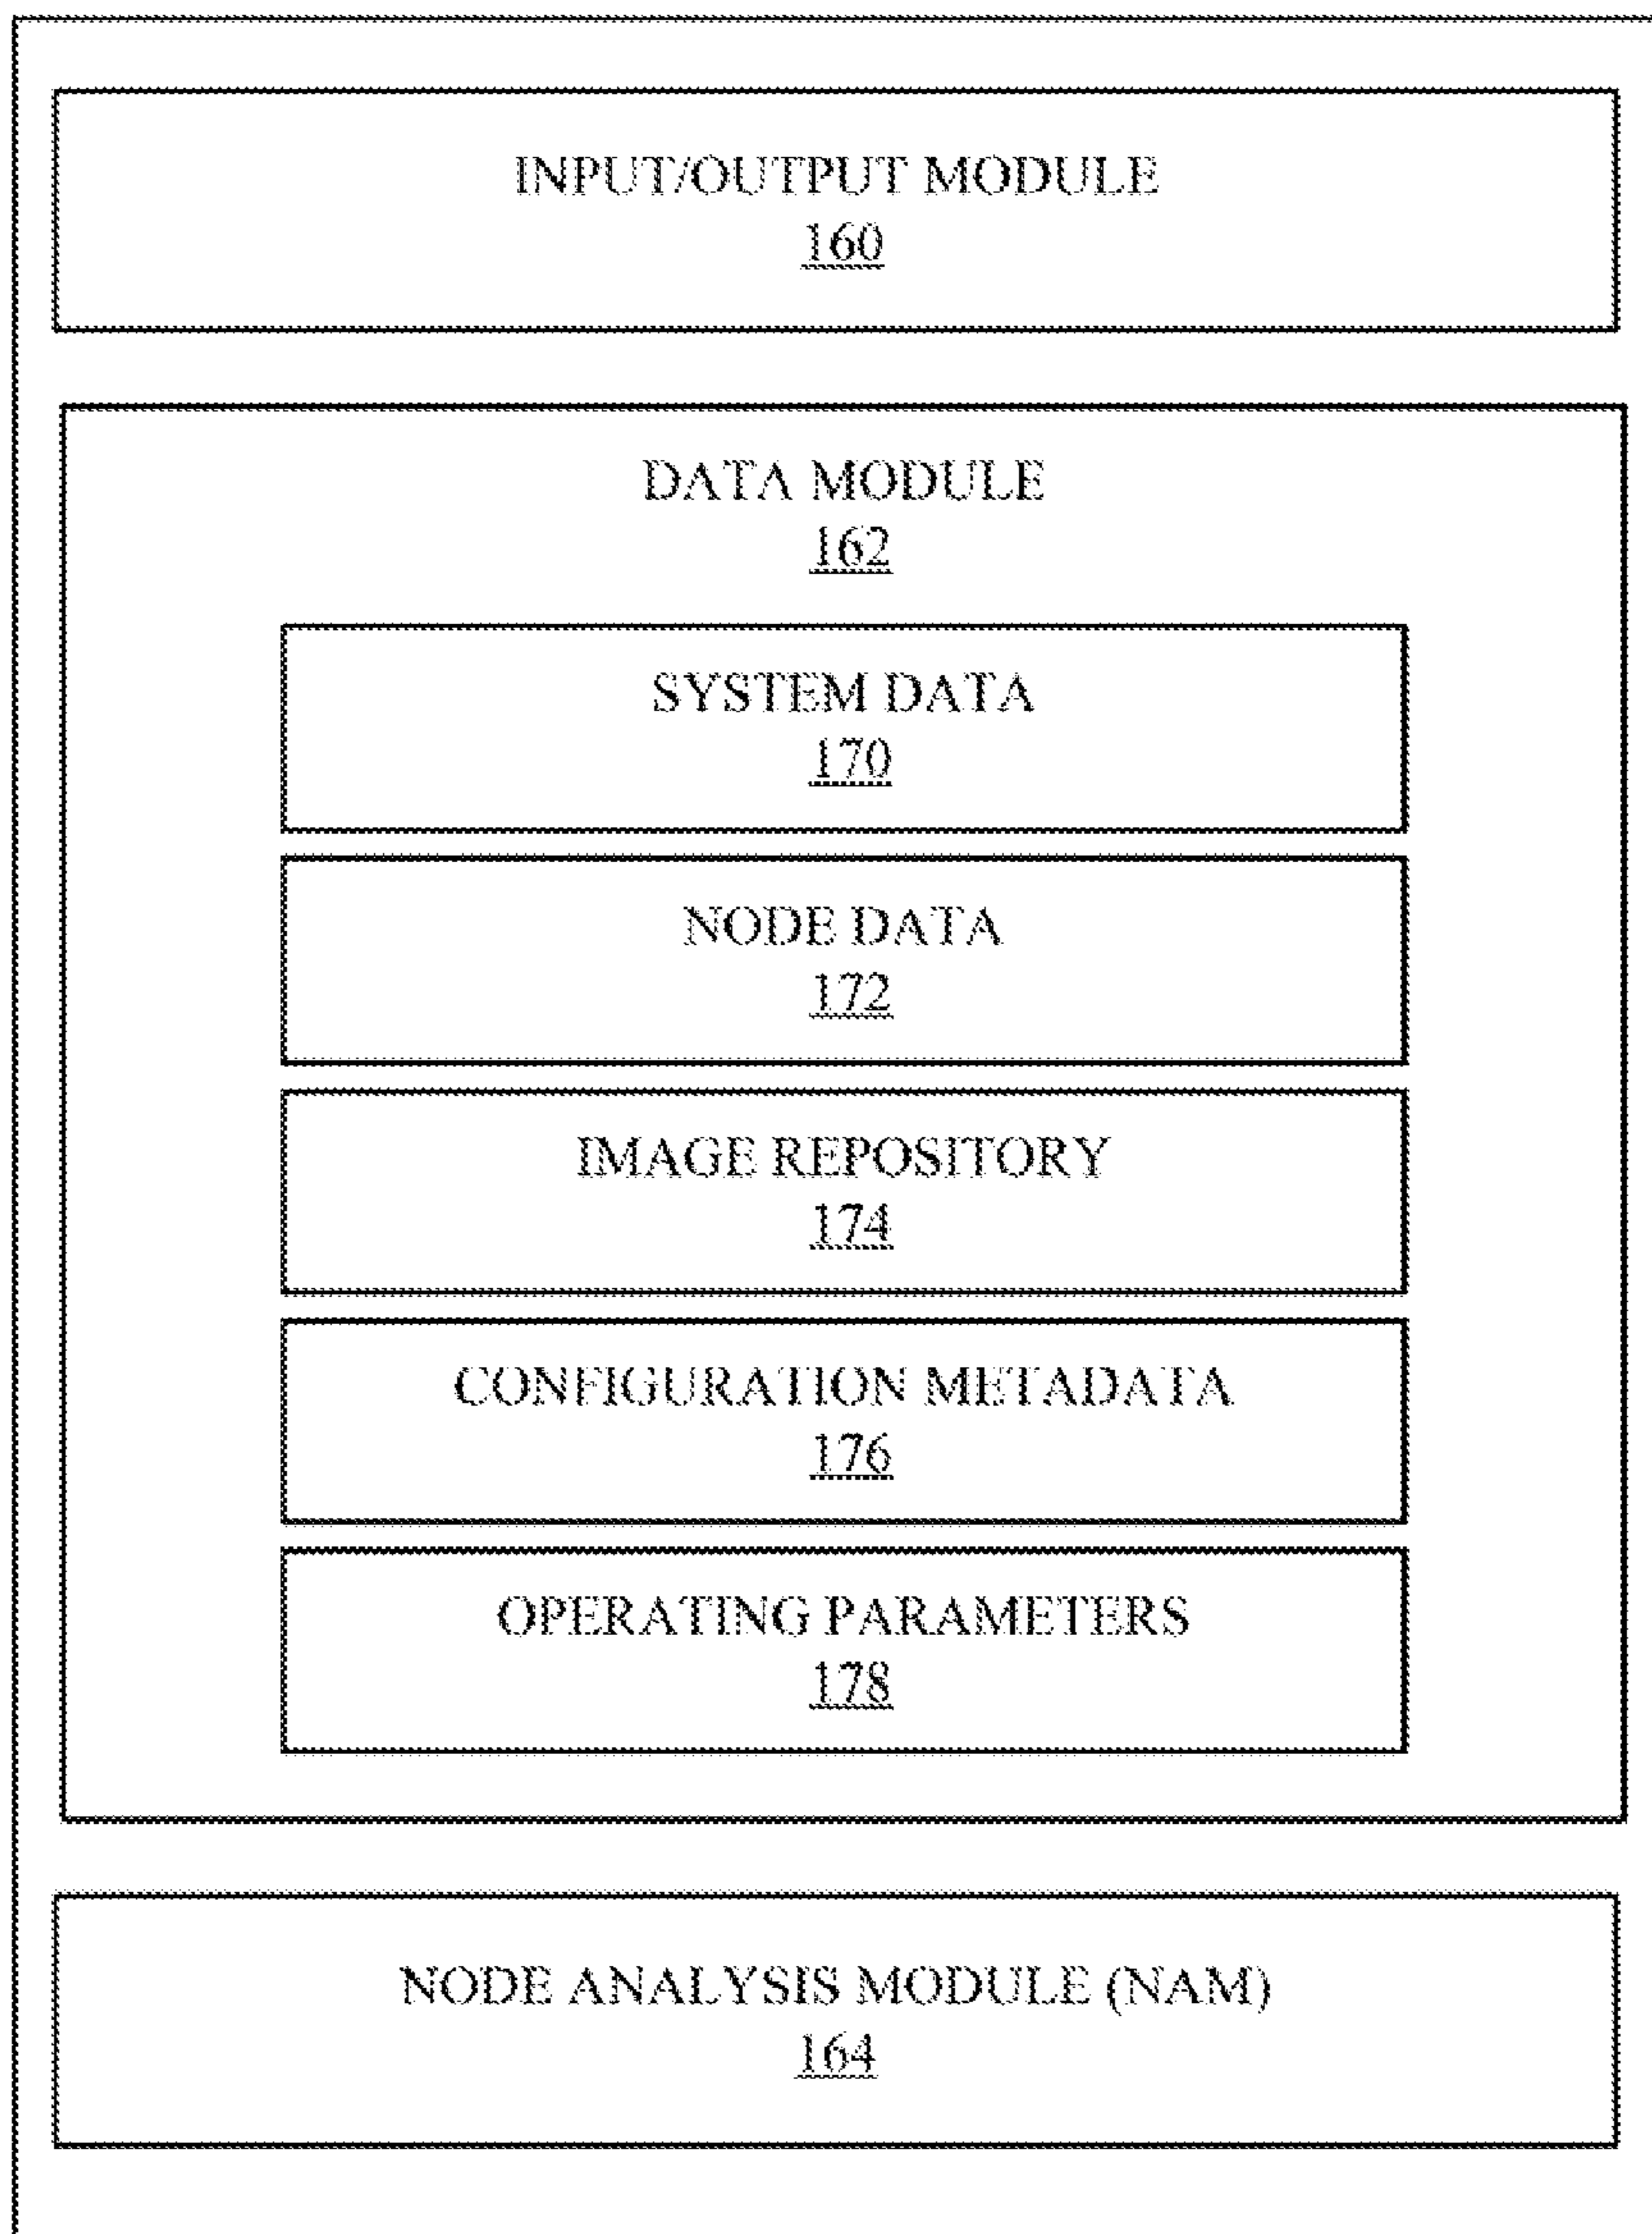 INPUT/OUTPUT MODULE
160
DATA MODULE
162
SYSTEM DATA
170
NODE DATA
172
IMAGE REPOSITORY
174
CONFIGURATION METADATA
176
OPERATING PARAMETERS
178
NODE ANALYSIS MODULE (NAM)
164